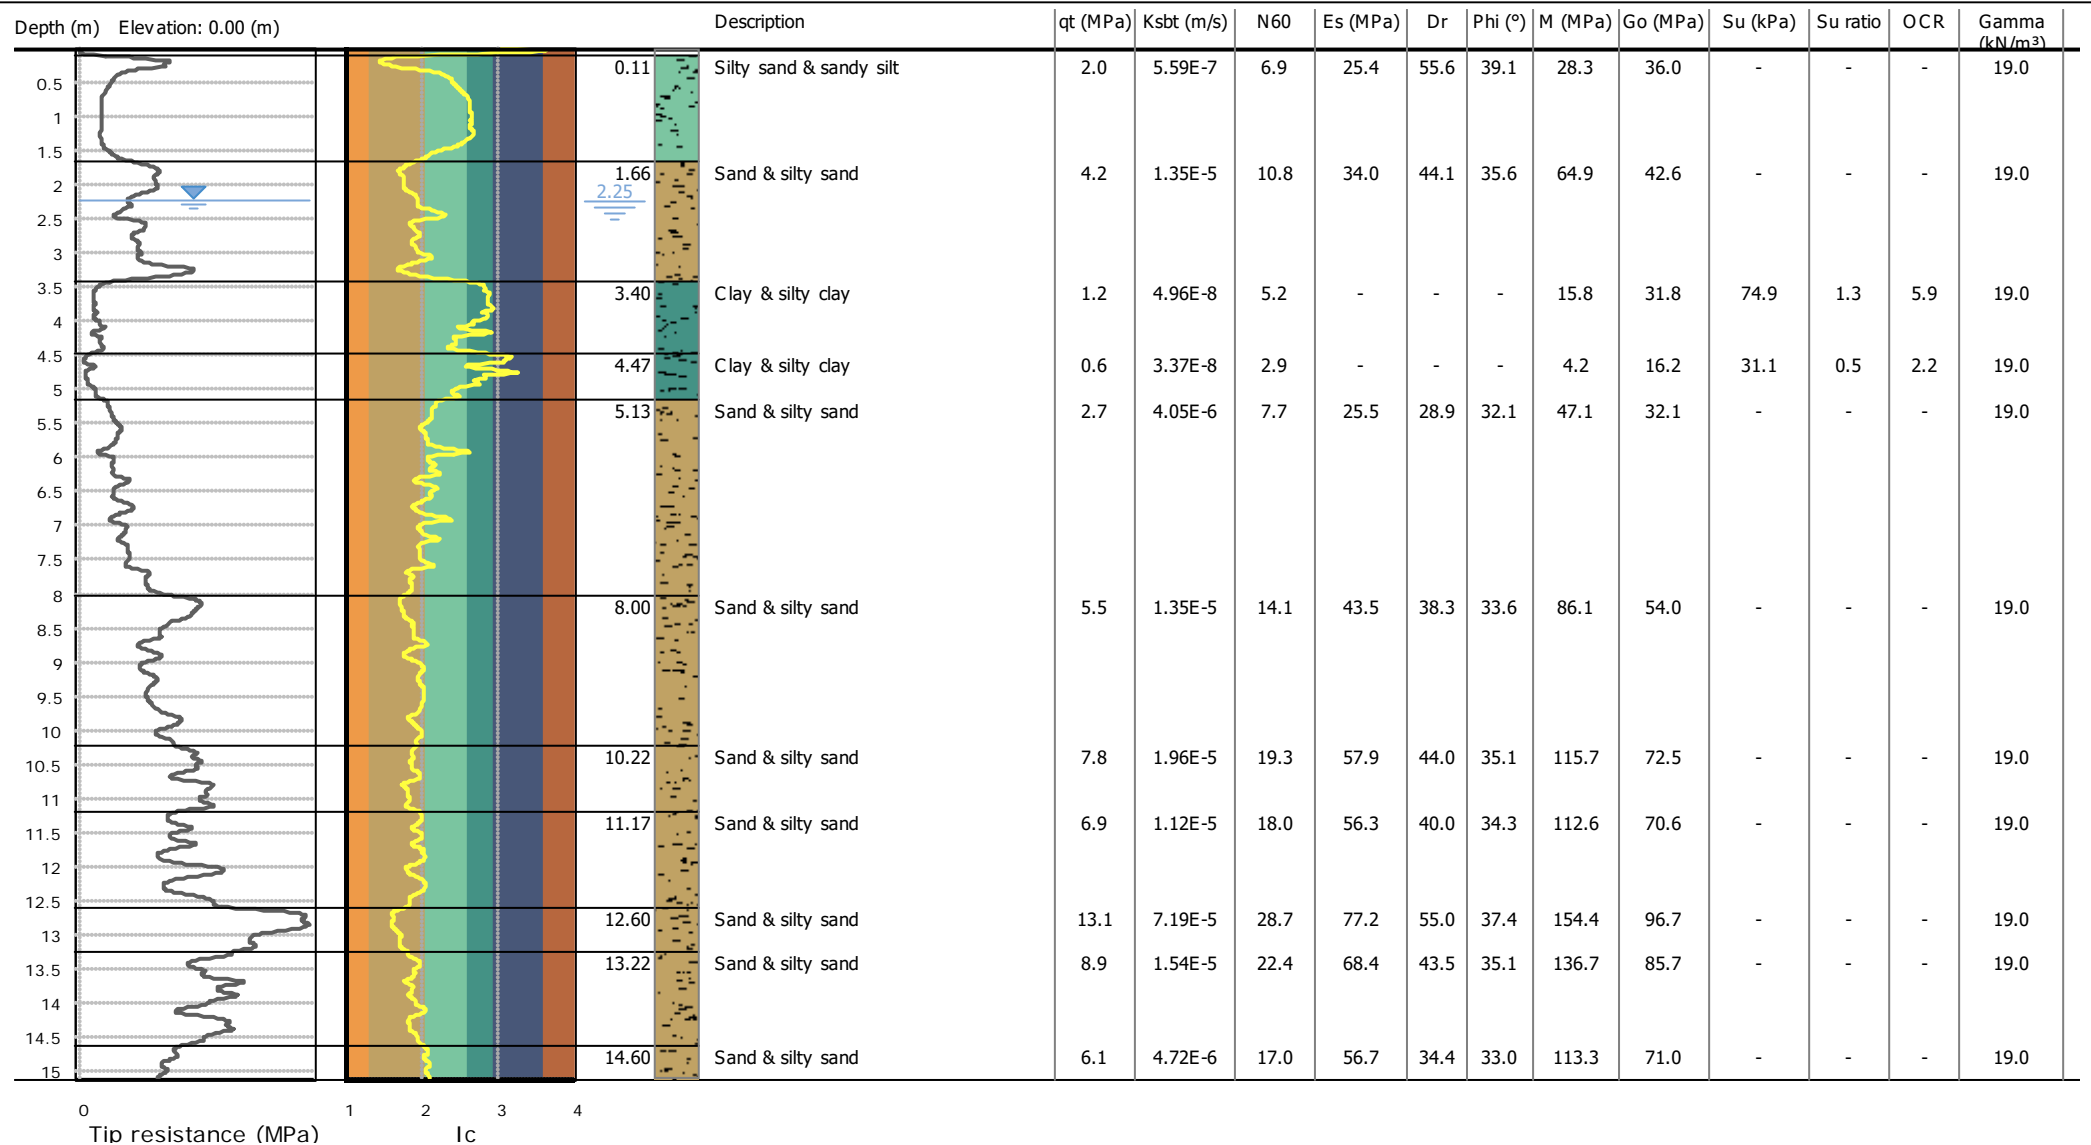 Depth (m) Elevation: 0.00 (m) Description qt (MPa) Ksbt (m/s) N60 Es (MPa) Dr Phi (°) M (MPa) Go (MPa) Su (kPa) Su ratio OCR Gamma (kN/m³)
0.11 Silty sand & sandy silt 2.0 5.59E-7 6.9 25.4 55.6 39.1 28.3 36.0 - - - 19.0
0.5
1
1.5
1.66 Sand & silty sand 4.2 1.35E-5 10.8 34.0 44.1 35.6 64.9 42.6 - - - 19.0
2
2.25
2.5
3
3.5
3.40 Clay & silty clay 1.2 4.96E-8 5.2 - - - 15.8 31.8 74.9 1.3 5.9 19.0
4
4.5
4.47 Clay & silty clay 0.6 3.37E-8 2.9 - - - 4.2 16.2 31.1 0.5 2.2 19.0
5
5.13 Sand & silty sand 2.7 4.05E-6 7.7 25.5 28.9 32.1 47.1 32.1 - - - 19.0
5.5
6
6.5
7
7.5
8
8.00 Sand & silty sand 5.5 1.35E-5 14.1 43.5 38.3 33.6 86.1 54.0 - - - 19.0
8.5
9
9.5
10
10.22 Sand & silty sand 7.8 1.96E-5 19.3 57.9 44.0 35.1 115.7 72.5 - - - 19.0
10.5
11
11.17 Sand & silty sand 6.9 1.12E-5 18.0 56.3 40.0 34.3 112.6 70.6 - - - 19.0
11.5
12
12.5
12.60 Sand & silty sand 13.1 7.19E-5 28.7 77.2 55.0 37.4 154.4 96.7 - - - 19.0
13
13.22 Sand & silty sand 8.9 1.54E-5 22.4 68.4 43.5 35.1 136.7 85.7 - - - 19.0
13.5
14
14.5
14.60 Sand & silty sand 6.1 4.72E-6 17.0 56.7 34.4 33.0 113.3 71.0 - - - 19.0
15
0 1 2 3 4
Tip resistance (MPa) Ic